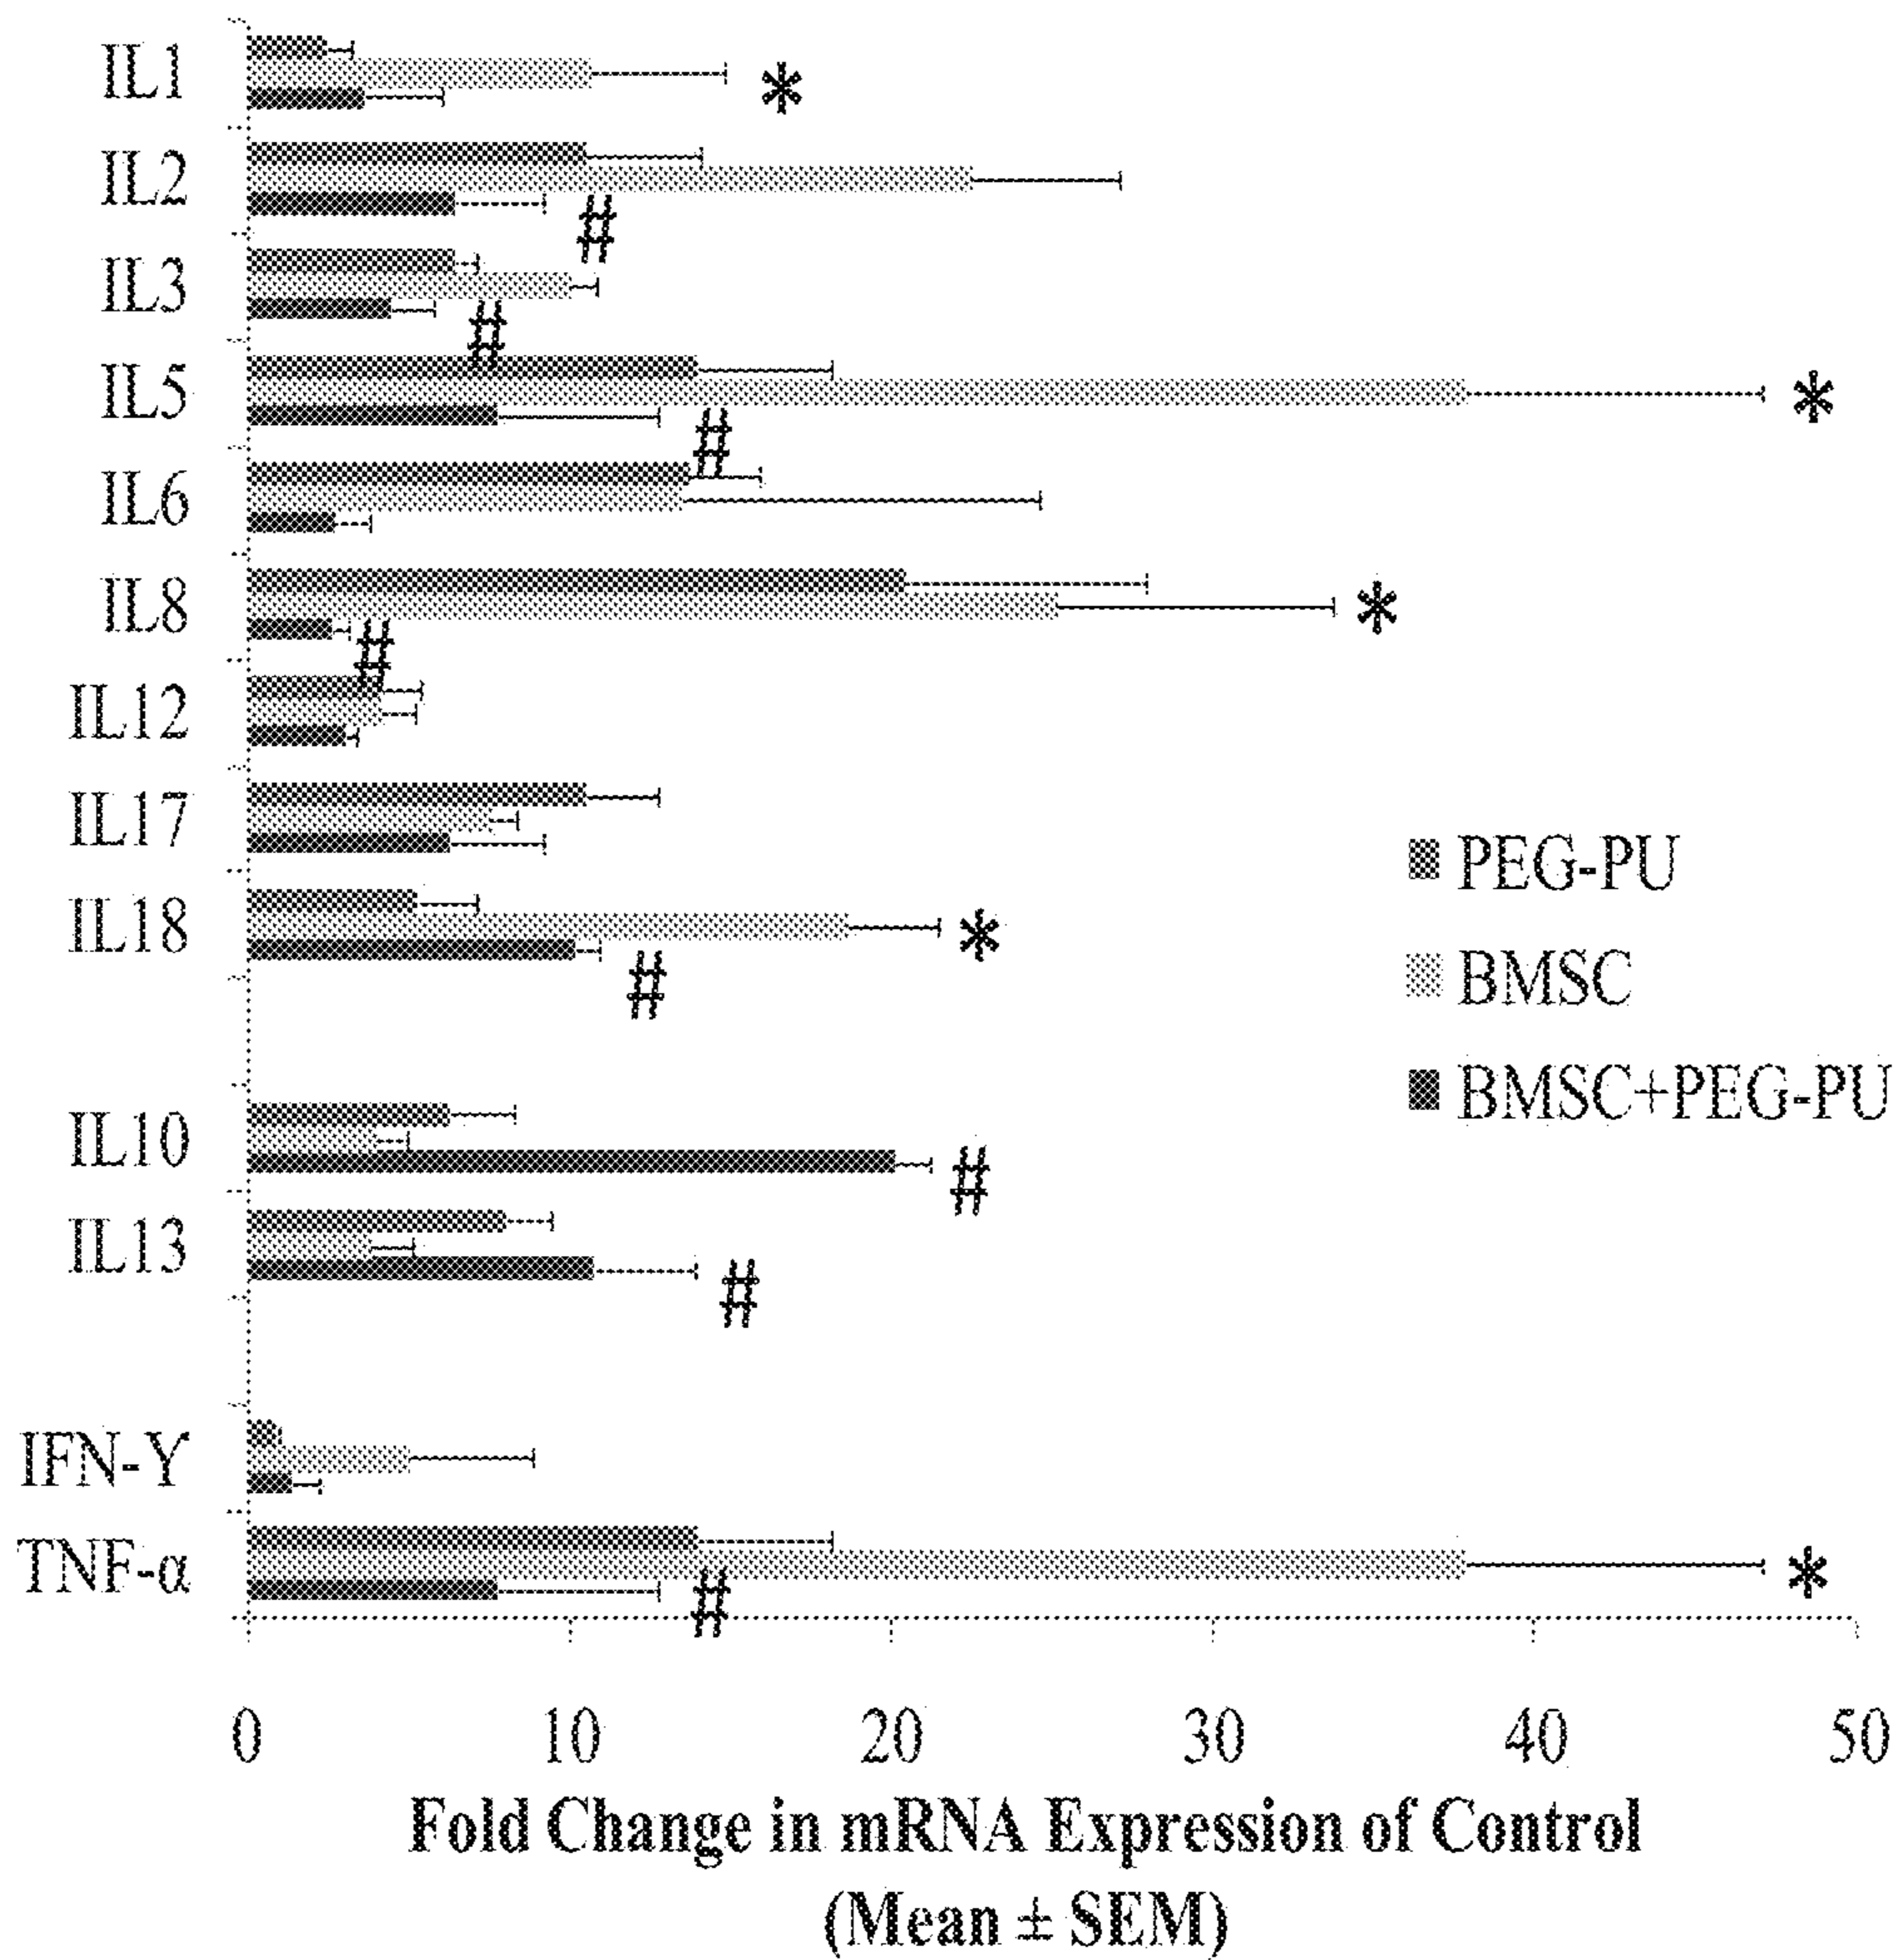 IL1
*
IL2
#
IL3
#
IL5
*
#
IL6
IL8
*
#
IL12
IL17
PEG-PU
IL18
*
BMSC
#
BMSC+PEG-PU
IL10
#
IL13
#
IFN-Y
TNF-α
*
#
0 10 20 30 40 50
Fold Change in mRNA Expression of Control
(Mean ± SEM)